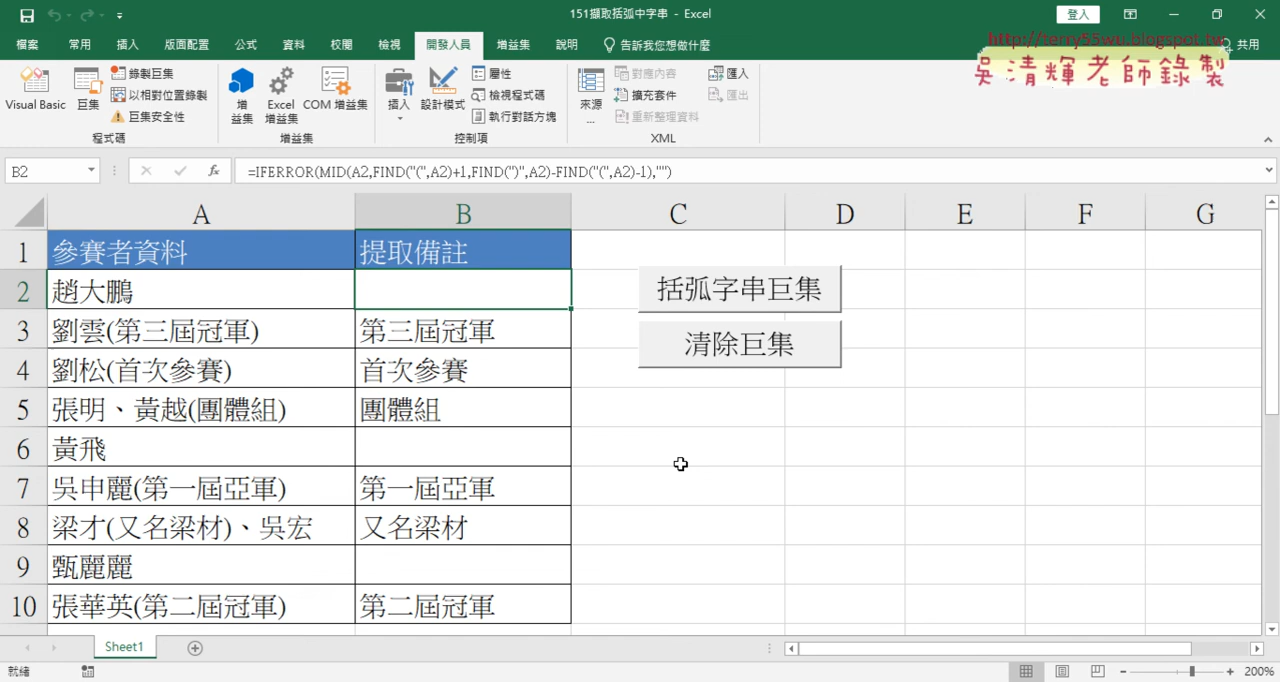 151擷取括弧中字串 - Excel
登入
檔案 常用 插入 版面配置 公式 資料 校閱 檢視 開發人員 增益集 說明 告訴我您想做什麼 共用
http://terry55wu.blogspot.tw
吳清輝老師錄製
Visual Basic 巨集 錄製巨集 以相對位置錄製 巨集安全性
程式碼
增益集 Excel 增益集 COM 增益集
增益集
插入 設計模式 屬性 檢視程式碼 執行對話方塊
控制項
來源 ... 對應內容 擴充套件 重新整理資料 匯入 匯出
XML
B2 fx =IFERROR(MID(A2,FIND("(",A2)+1,FIND(")",A2)-FIND("(",A2)-1),"")
A B C D E F G
1 參賽者資料 提取備註
2 趙大鵬
括弧字串巨集
3 劉雲(第三屆冠軍) 第三屆冠軍
清除巨集
4 劉松(首次參賽) 首次參賽
5 張明、黃越(團體組) 團體組
6 黃飛
7 吳申麗(第一屆亞軍) 第一屆亞軍
8 梁才(又名梁材)、吳宏 又名梁材
9 甄麗麗
10 張華英(第二屆冠軍) 第二屆冠軍
Sheet1
就緒
200%